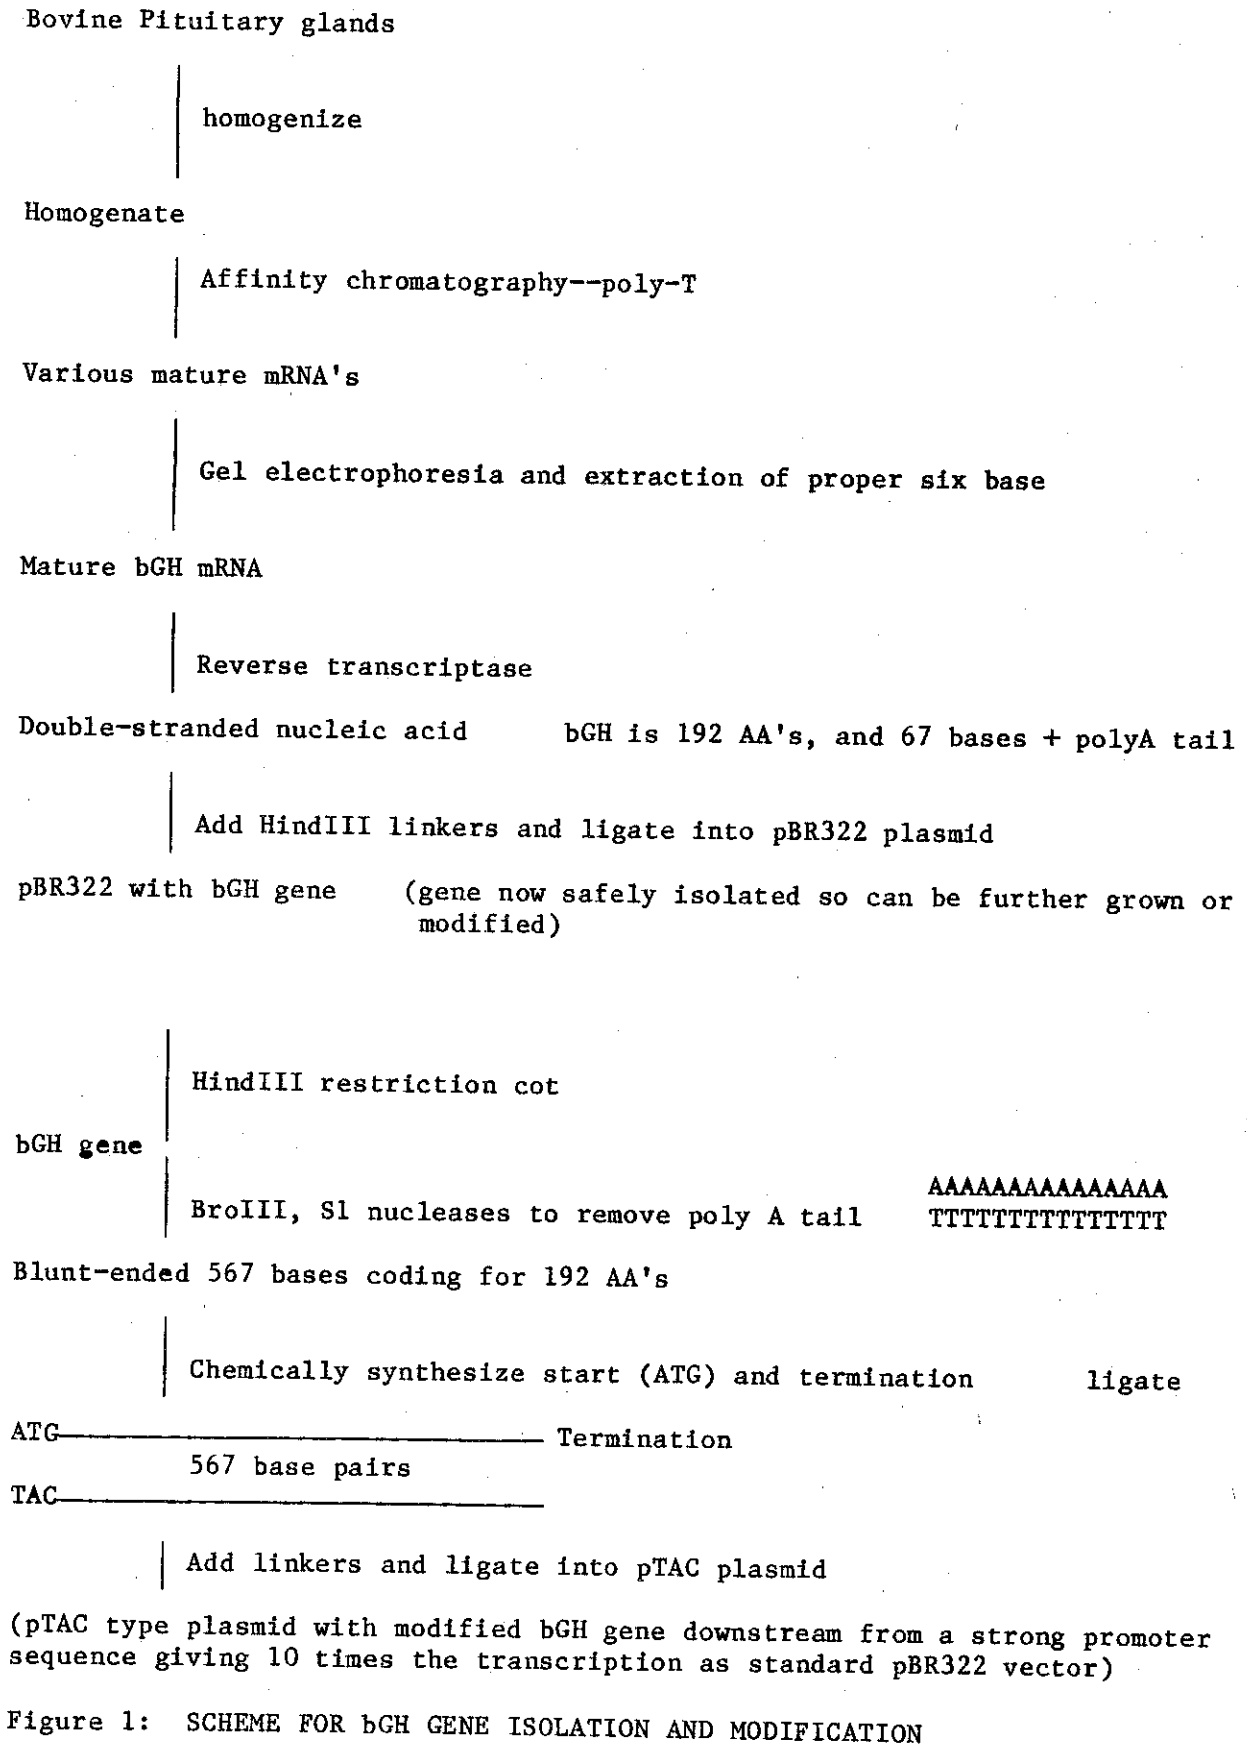 Bovine Pituitary glands
homogenize
Homogenate
Affinity chromatography--poly-T
Various mature mRNA's
Gel electrophoresia and extraction of proper six base
Mature bGH mRNA
Reverse transcriptase
Double-stranded nucleic acid bGH is 192 AA's, and 67 bases + polyA tail
Add HindIII linkers and ligate into pBR322 plasmid
pBR322 with bGH gene (gene now safely isolated so can be further grown or
modified)
HindIII restriction cot
bGH gene
AAAAAAAAAAAAAAA
BroIII, S1 nucleases to remove poly A tail TTTTTTTTTTTTTTT
Blunt-ended 567 bases coding for 192 AA's
Chemically synthesize start (ATG) and termination ligate
ATG Termination
567 base pairs
TAC
Add linkers and ligate into pTAC plasmid
(pTAC type plasmid with modified bGH gene downstream from a strong promoter
sequence giving 10 times the transcription as standard pBR322 vector)
Figure 1: SCHEME FOR bGH GENE ISOLATION AND MODIFICATION